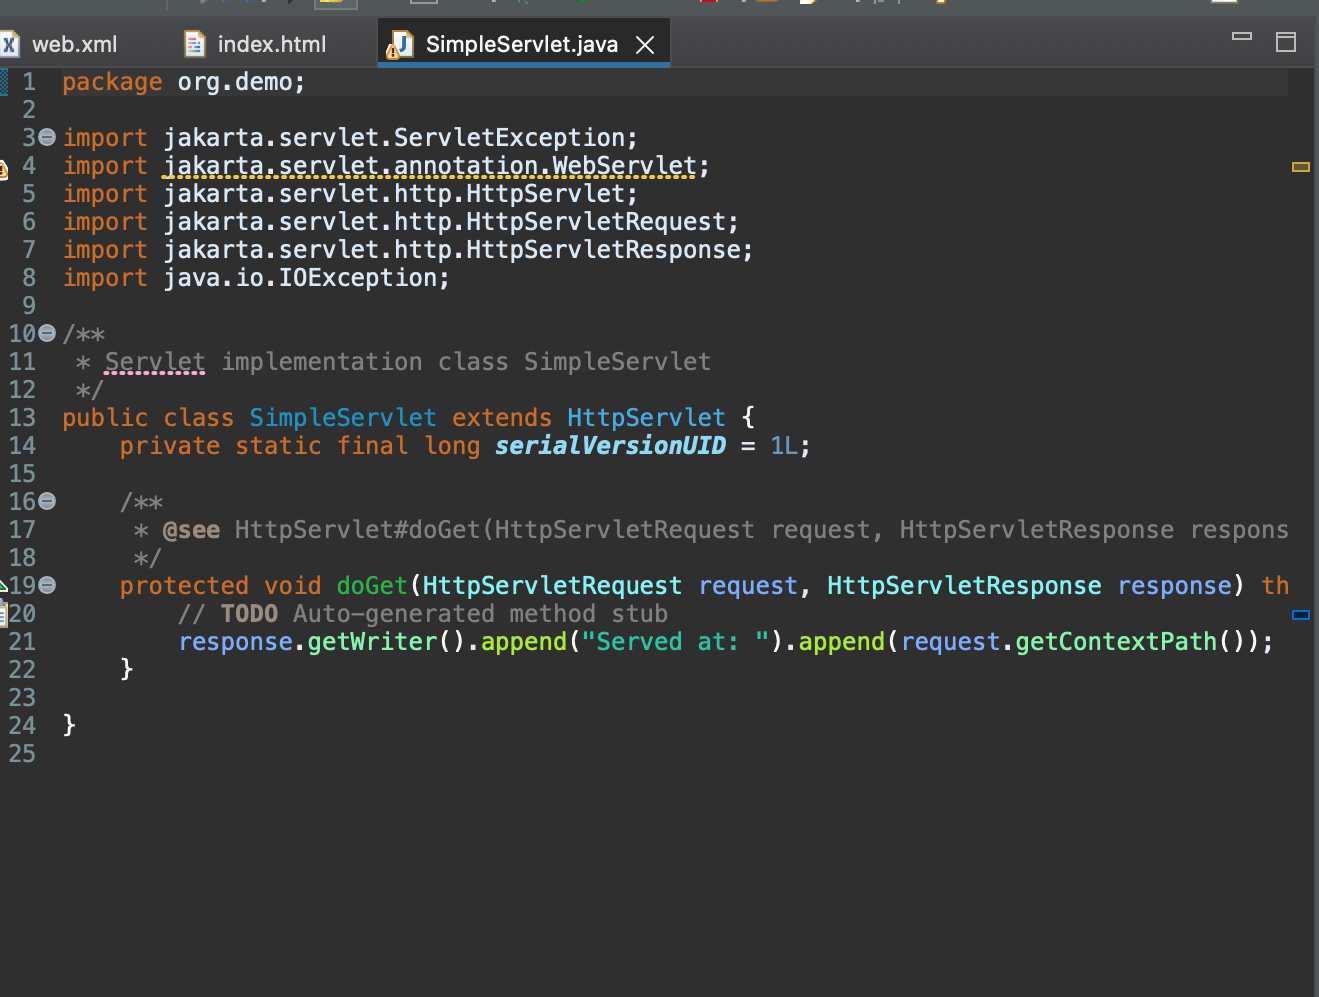 web.xml
index.html
SimpleServlet.java
1 package org.demo;
2
3 import jakarta.servlet.ServletException;
4 import jakarta.servlet.annotation.WebServlet;
5 import jakarta.servlet.http.HttpServlet;
6 import jakarta.servlet.http.HttpServletRequest;
7 import jakarta.servlet.http.HttpServletResponse;
8 import java.io.IOException;
9
10 /**
11  * Servlet implementation class SimpleServlet
12  */
13 public class SimpleServlet extends HttpServlet {
14     private static final long serialVersionUID = 1L;
15
16     /**
17      * @see HttpServlet#doGet(HttpServletRequest request, HttpServletResponse respons
18      */
19     protected void doGet(HttpServletRequest request, HttpServletResponse response) th
20         // TODO Auto-generated method stub
21         response.getWriter().append("Served at: ").append(request.getContextPath());
22     }
23
24 }
25